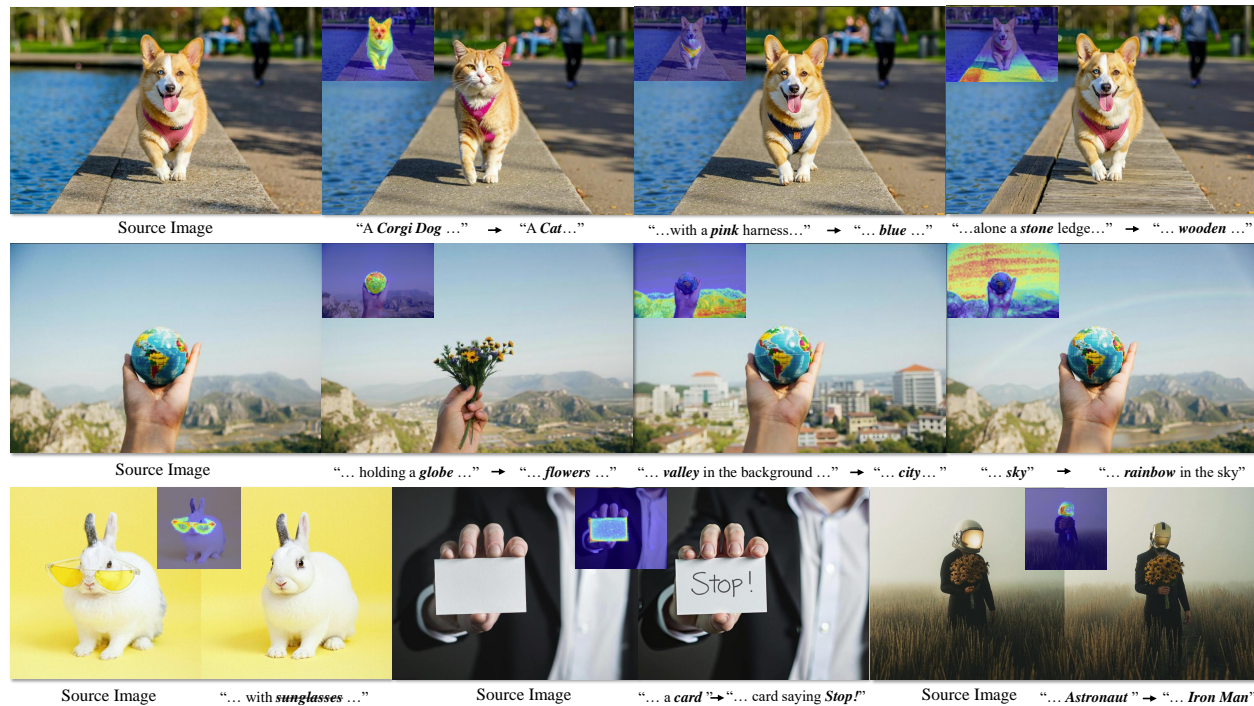 Source Image
“A Corgi Dog …” → “A Cat…”
“…with a pink harness…” → “… blue …”
“…alone a stone ledge…” → “… wooden …”
Source Image
“… holding a globe …” → “… flowers …”
“… valley in the background …” → “… city…”
“… sky” → “… rainbow in the sky”
Stop!
Source Image
“… with sunglasses …”
Source Image
“… a card ” → “… card saying Stop!”
Source Image
“… Astronaut ” → “… Iron Man”